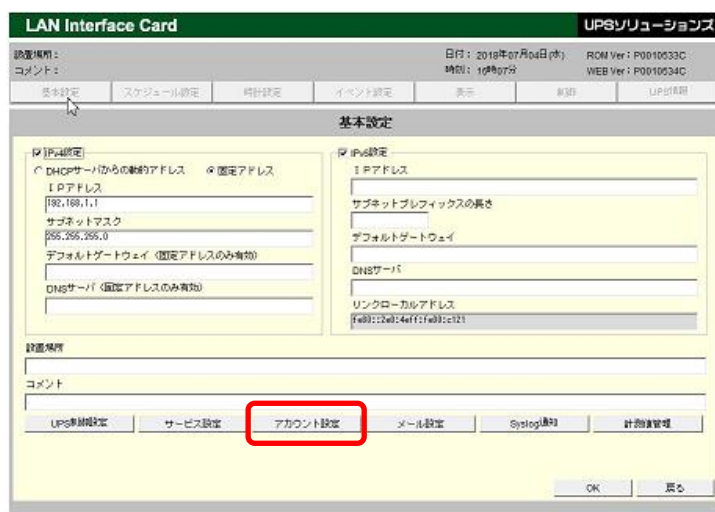 LAN Interface Card UPSソリューションズ
設置場所： 日付： 2018年07月04日(水) ROM Ver： P0010533C
コメント： 時刻： 10時07分 WEB Ver： P0010534C
基本設定 スケジュール設定 時計設定 イベント設定 表示 制御 UPS情報
基本設定
IPv4設定 IPv6設定
DHCPサーバからの動的アドレス 固定アドレス
ＩＰアドレス
192.168.1.1
サブネットマスク
255.255.255.0
デフォルトゲートウェイ（固定アドレスのみ有効）
DNSサーバ（固定アドレスのみ有効）
ＩＰアドレス
サブネットプレフィックスの長さ
デフォルトゲートウェイ
DNSサーバ
リンクローカルアドレス
設置場所
コメント
UPS制御設定 サービス設定 アカウント設定 メール設定 Syslog通知 計測値管理
OK 戻る